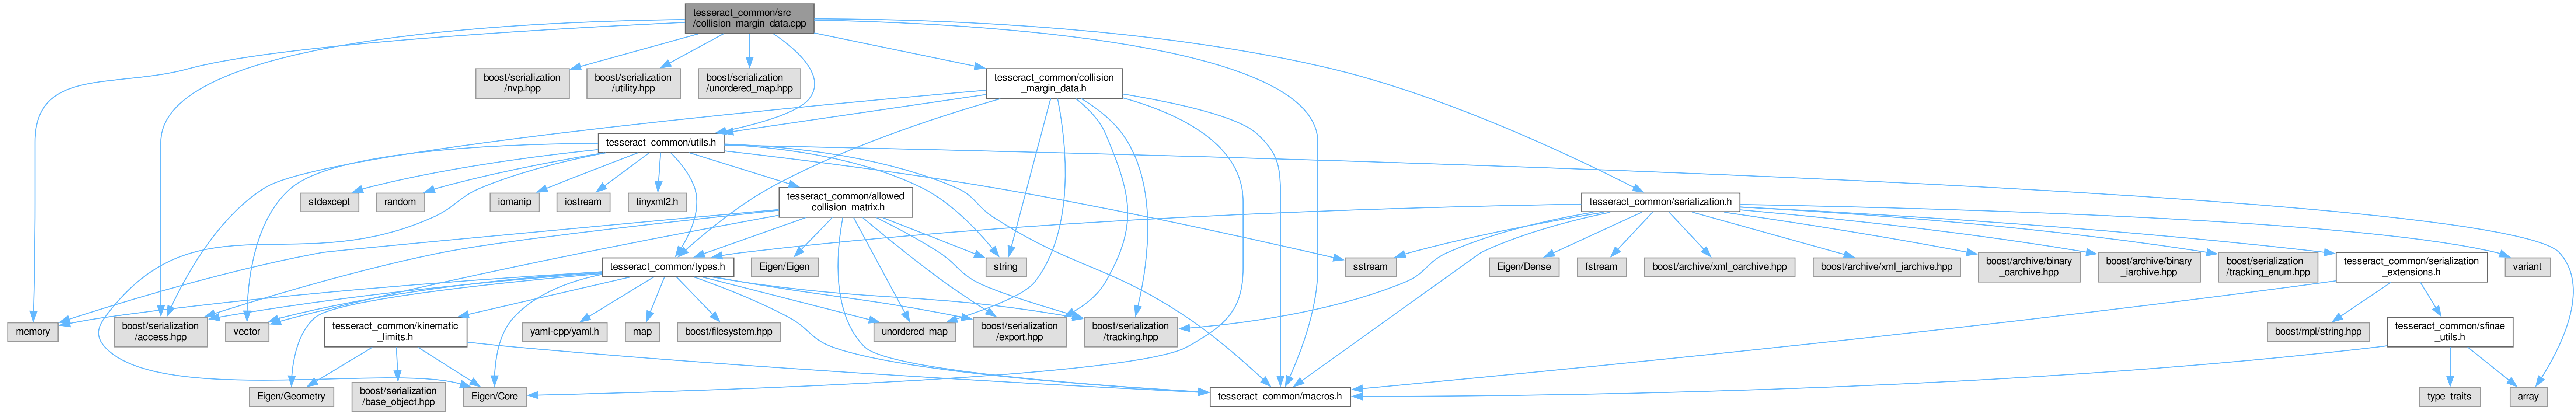 tesseract_common/src
/collision_margin_data.cpp
boost/serialization
/nvp.hpp
boost/serialization
/utility.hpp
boost/serialization
/unordered_map.hpp
tesseract_common/collision
_margin_data.h
tesseract_common/utils.h
stdexcept
random
iomanip
iostream
tinyxml2.h
tesseract_common/allowed
_collision_matrix.h
tesseract_common/serialization.h
tesseract_common/types.h
Eigen/Eigen
string
sstream
Eigen/Dense
fstream
boost/archive/xml_oarchive.hpp
boost/archive/xml_iarchive.hpp
boost/archive/binary
_oarchive.hpp
boost/archive/binary
_iarchive.hpp
boost/serialization
/tracking_enum.hpp
tesseract_common/serialization
_extensions.h
variant
memory
boost/serialization
/access.hpp
vector
tesseract_common/kinematic
_limits.h
yaml-cpp/yaml.h
map
boost/filesystem.hpp
unordered_map
boost/serialization
/export.hpp
boost/serialization
/tracking.hpp
boost/mpl/string.hpp
tesseract_common/sfinae
_utils.h
Eigen/Geometry
boost/serialization
/base_object.hpp
Eigen/Core
tesseract_common/macros.h
type_traits
array